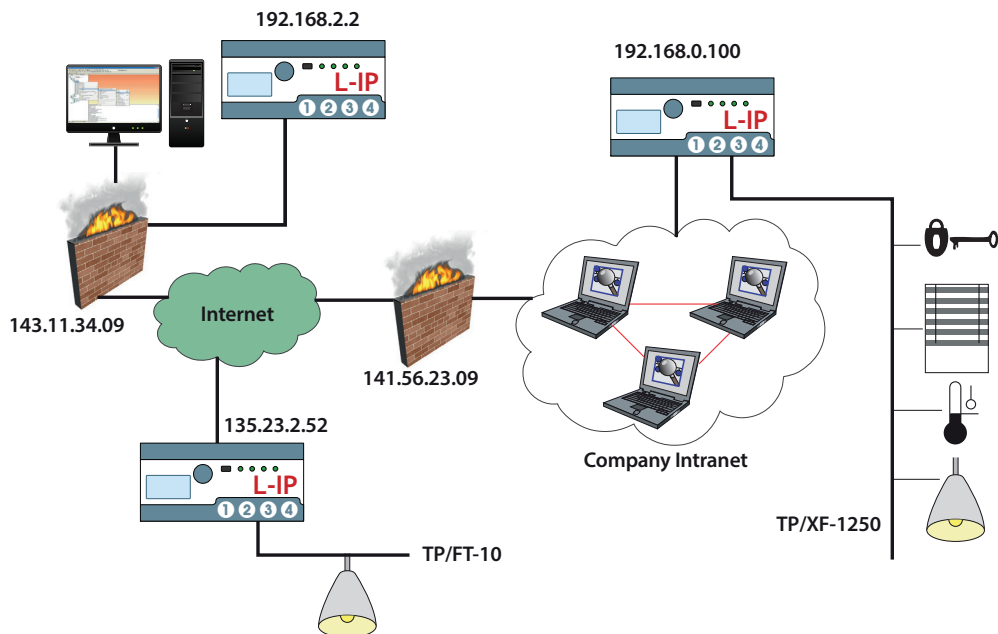 192.168.2.2
L-IP
1 2 3 4
192.168.0.100
L-IP
1 2 3 4
143.11.34.09
Internet
141.56.23.09
Company Intranet
135.23.2.52
L-IP
1 2 3 4
TP/FT-10
TP/XF-1250